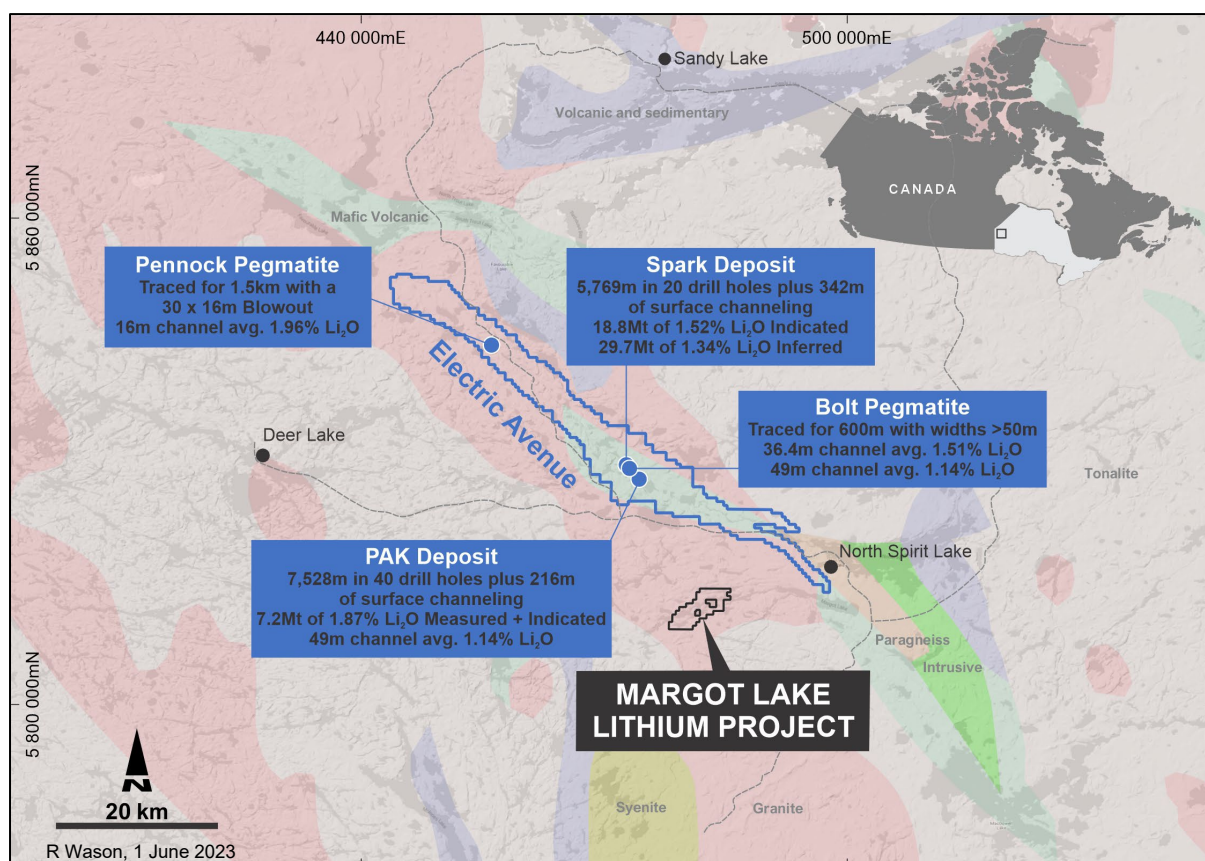 440 000mE
500 000mE
Sandy Lake
Volcanic and sedimentary
CANADA
5 860 000mN
Mafic Volcanic
Pennock Pegmatite
Traced for 1.5km with a
30 x 16m Blowout
16m channel avg. 1.96% Li₂O
Spark Deposit
5,769m in 20 drill holes plus 342m
of surface channeling
18.8Mt of 1.52% Li₂O Indicated
29.7Mt of 1.34% Li₂O Inferred
Electric Avenue
Bolt Pegmatite
Traced for 600m with widths >50m
36.4m channel avg. 1.51% Li₂O
49m channel avg. 1.14% Li₂O
Deer Lake
Tonalite
PAK Deposit
7,528m in 40 drill holes plus 216m
of surface channeling
7.2Mt of 1.87% Li₂O Measured + Indicated
49m channel avg. 1.14% Li₂O
North Spirit Lake
Paragneiss
Intrusive
MARGOT LAKE
LITHIUM PROJECT
5 800 000mN
N
20 km
Syenite
Granite
R Wason, 1 June 2023